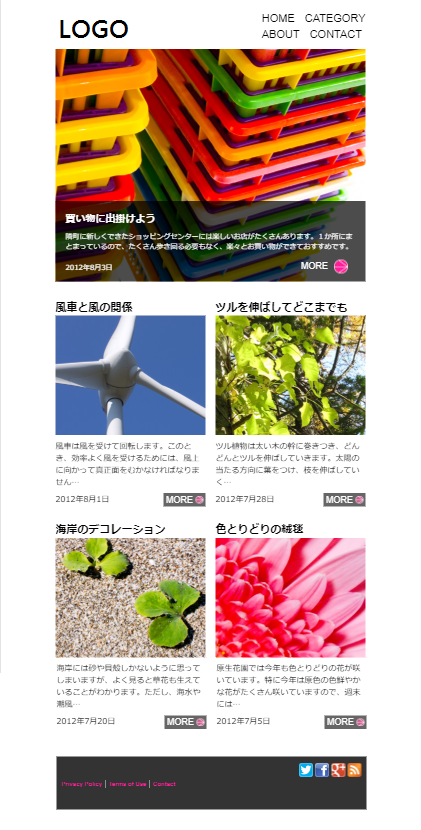 LOGO
HOME CATEGORY
ABOUT CONTACT
買い物に出掛けよう
隣町に新しくできたショッピングセンターには楽しいお店がたくさんあります。1か所にま
とまっているので、たくさん歩き回る必要もなく、楽々とお買い物ができておすすめです。
2012年8月3日
MORE
風車と風の関係
風車は風を受けて回転します。このと
き、効率よく風を受けるためには、風上
に向かって真正面をむかなければなりま
せん…
2012年8月1日
MORE
ツルを伸ばしてどこまでも
ツル植物は太い木の幹に巻きつき、どん
どんとツルを伸ばしていきます。太陽の
当たる方向に葉をつけ、枝を伸ばしてい
く…
2012年7月28日
MORE
海岸のデコレーション
海岸には砂や貝殻しかないように思って
しまいますが、よく見ると草花も生えて
いることがわかります。ただし、海水や
潮風…
2012年7月20日
MORE
色とりどりの絨毯
原生花園では今年も色とりどりの花が咲
いています。特に今年は原色の色鮮やか
な花がたくさん咲いていますので、週末
には…
2012年7月5日
MORE
Privacy Policy | Terms of Use | Contact